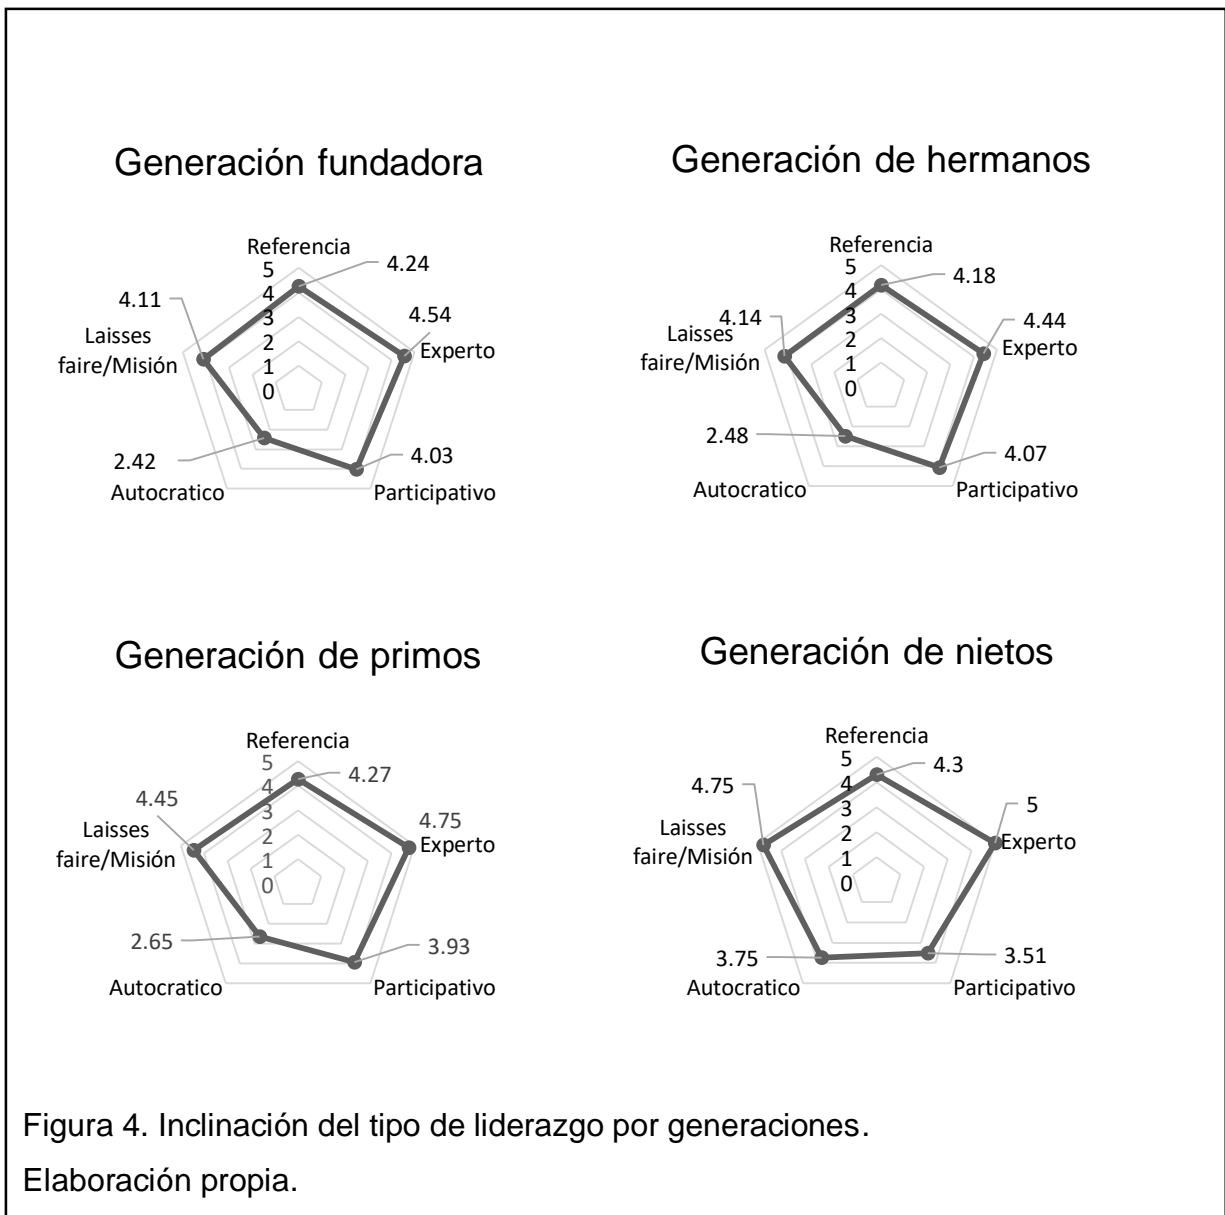 Generación fundadora
Referencia
5
4
3
2
1
0
4.24
4.54
Experto
4.03
Participativo
2.42
Autocratico
4.11
Laisses
faire/Misión
Generación de hermanos
Referencia
5
4
3
2
1
0
4.18
4.44
Experto
4.07
Participativo
2.48
Autocratico
4.14
Laisses
faire/Misión
Generación de primos
Referencia
5
4
3
2
1
0
4.27
4.75
Experto
3.93
Participativo
2.65
Autocratico
4.45
Laisses
faire/Misión
Generación de nietos
Referencia
5
4
3
2
1
0
4.3
5
Experto
3.51
Participativo
3.75
Autocratico
4.75
Laisses
faire/Misión
Figura 4. Inclinación del tipo de liderazgo por generaciones.
Elaboración propia.